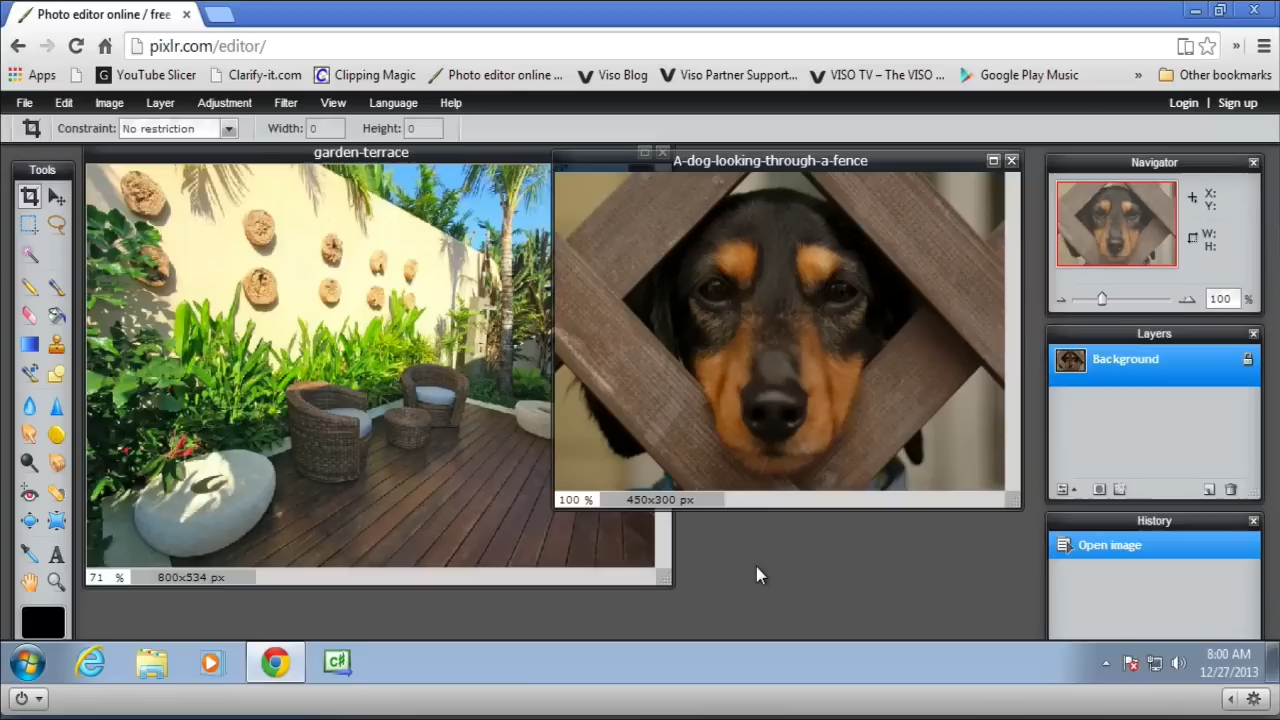 Photo editor online / free
pixlr.com/editor/
Apps
YouTube Slicer
Clarify-it.com
Clipping Magic
Photo editor online ...
Viso Blog
Viso Partner Support...
VISO TV – The VISO ...
Google Play Music
»
Other bookmarks
File Edit Image Layer Adjustment Filter View Language Help
Login | Sign up
Constraint: No restriction Width: 0 Height: 0
garden-terrace
A-dog-looking-through-a-fence
Tools
Navigator
X:
Y:
W:
H:
100 %
Layers
Background
100 % 450x300 px
History
Open image
71 % 800x534 px
8:00 AM
12/27/2013